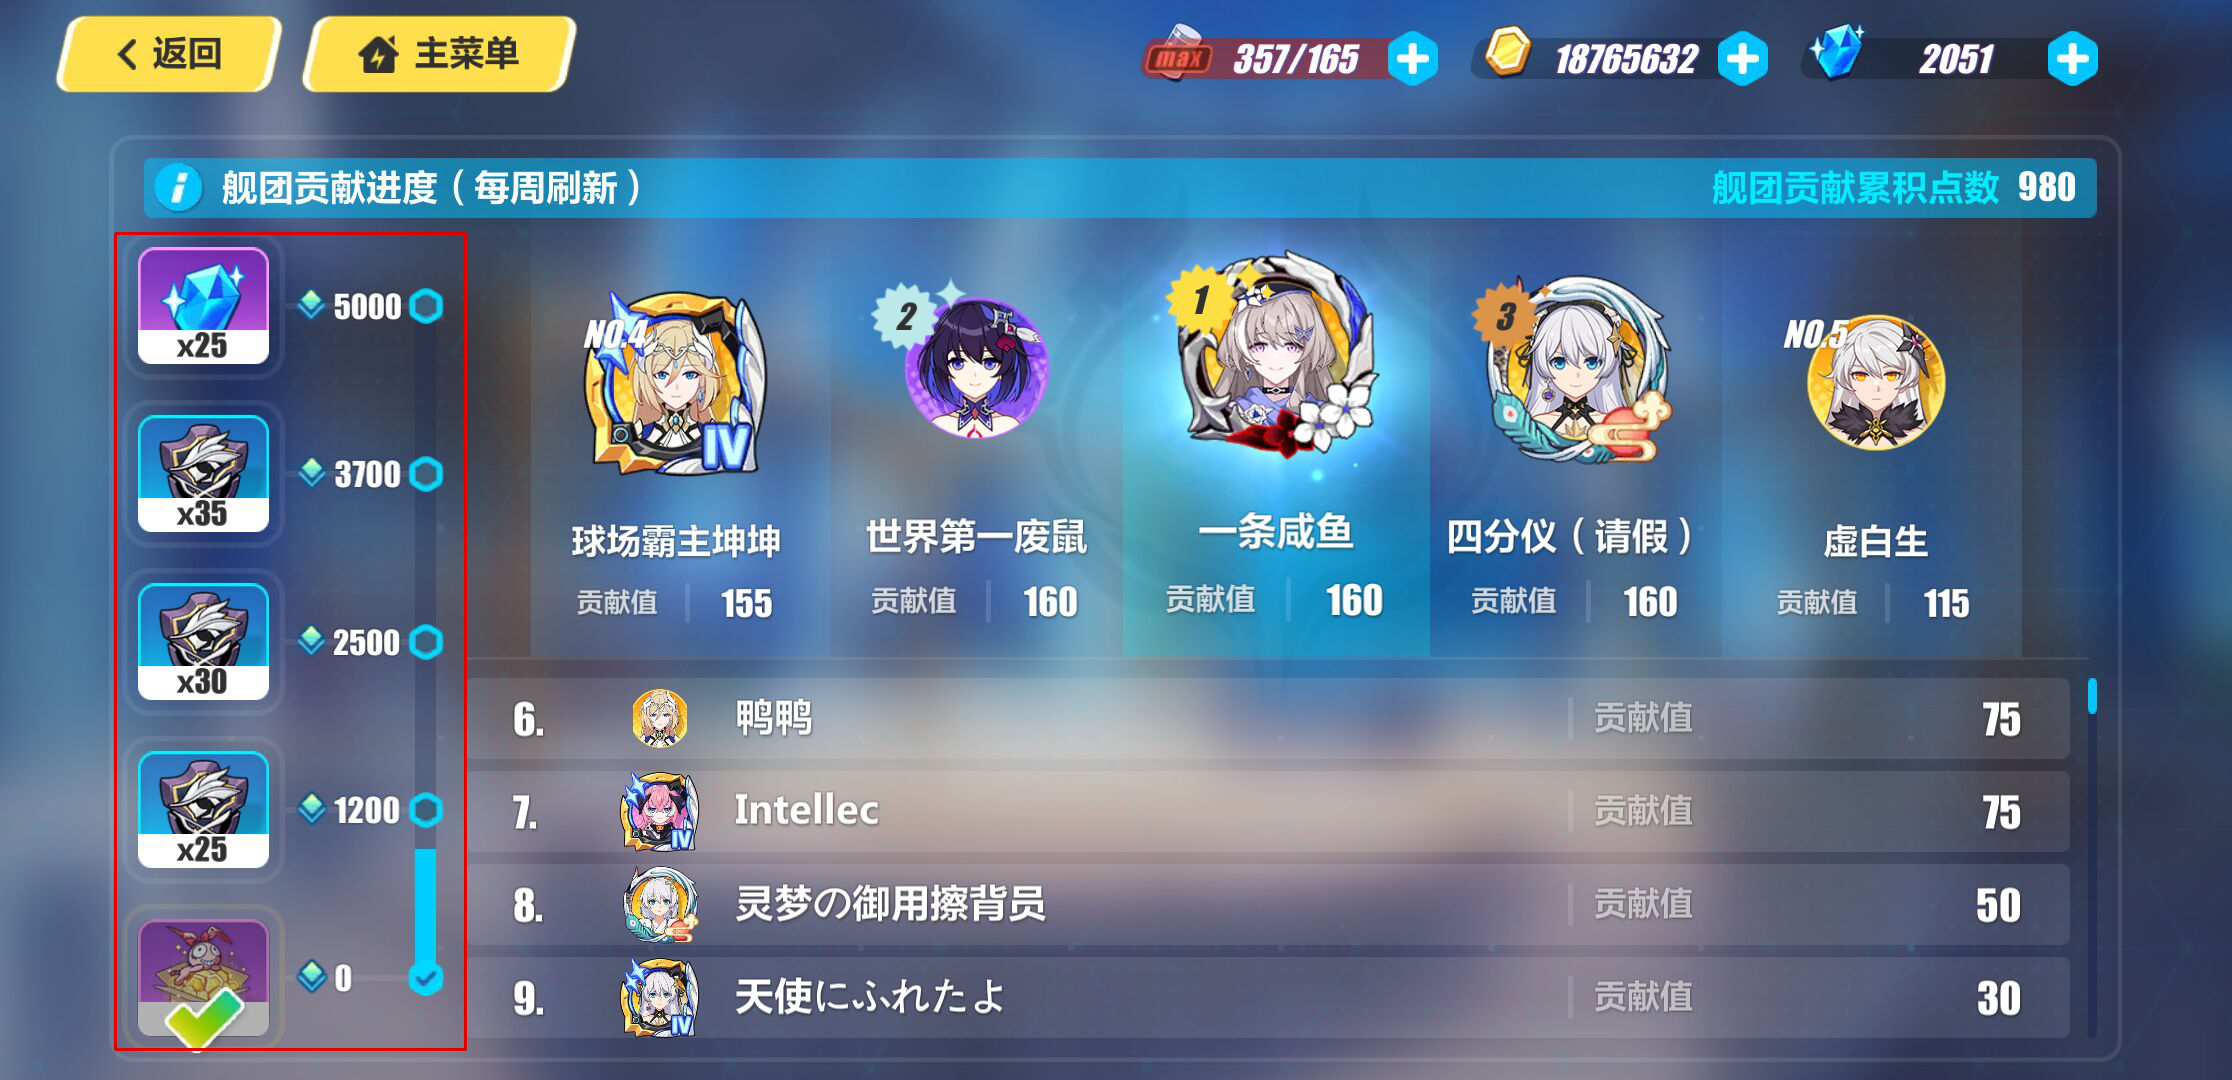 返回
主菜单
max 357/165
18765632
2051
舰团贡献进度（每周刷新）
舰团贡献累积点数 980
x25
5000
x35
3700
x30
2500
x25
1200
0
NO.4
IV
球场霸主坤坤
贡献值 155
2
世界第一废鼠
贡献值 160
1
一条咸鱼
贡献值 160
3
四分仪（请假）
贡献值 160
NO.5
虚白生
贡献值 115
6. 鸭鸭 贡献值 75
7. IV Intellec 贡献值 75
8. 灵梦の御用擦背员 贡献值 50
9. IV 天使にふれたよ 贡献值 30